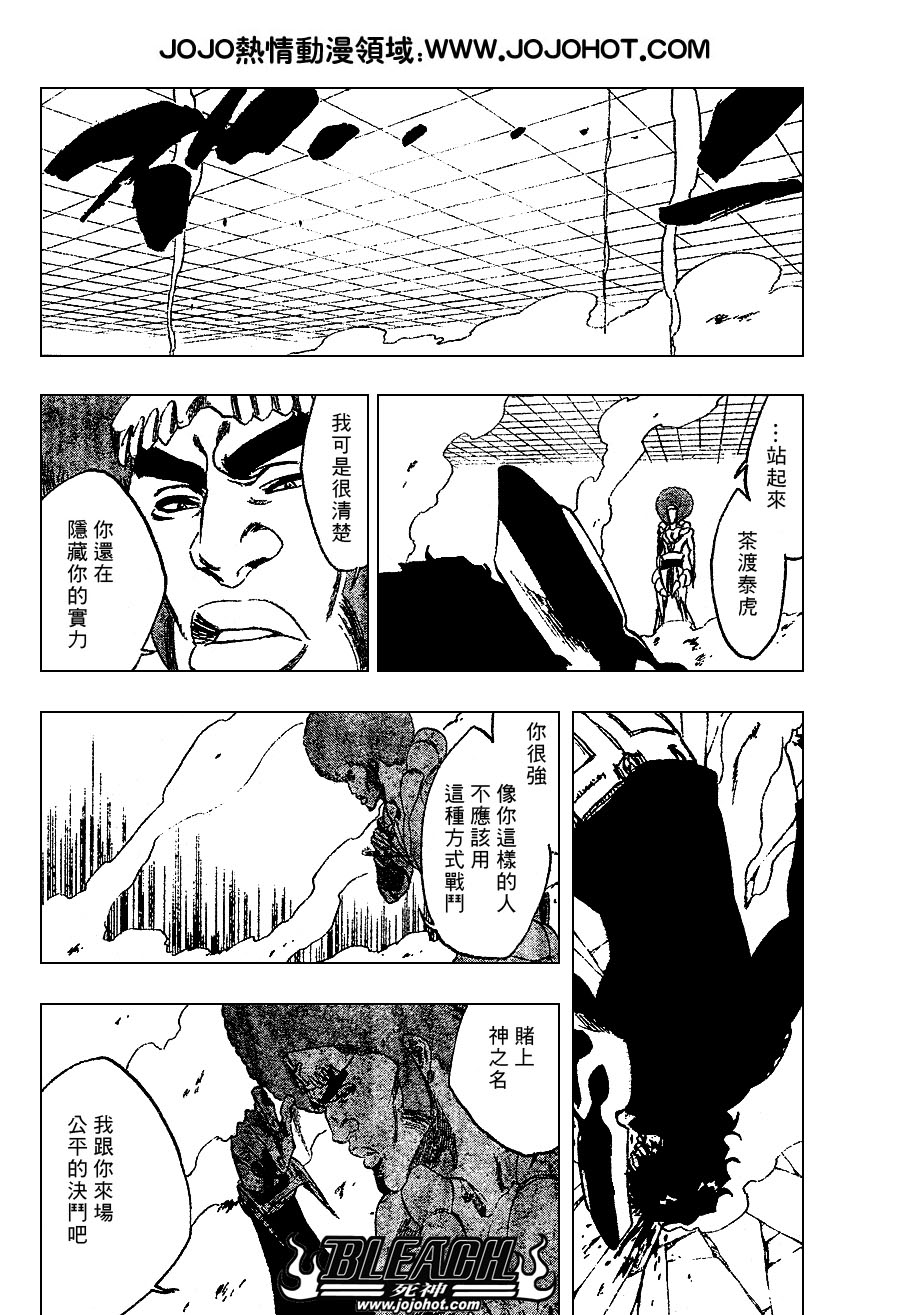 JOJO熱情動漫領域:WWW.JOJOHOT.COM
…站起來
茶渡泰虎
我可是很清楚
你還在
隱藏你的實力
你很強
像你這樣的人
不應該用
這種方式戰鬥
賭上
神之名
我跟你來場
公平的決鬥吧
BLEACH
死神
www.jojohot.com